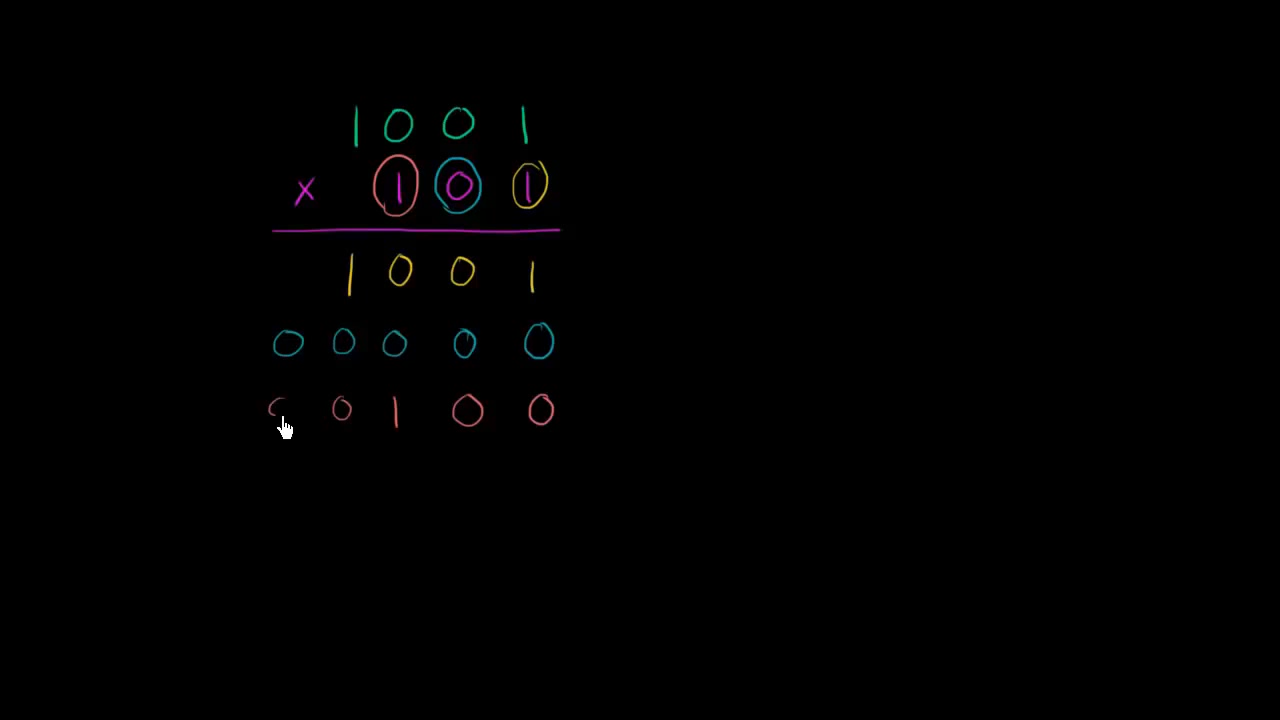 1 0 0 1
x 1 0 1
1 0 0 1
0 0 0 0 0
0 1 0 0